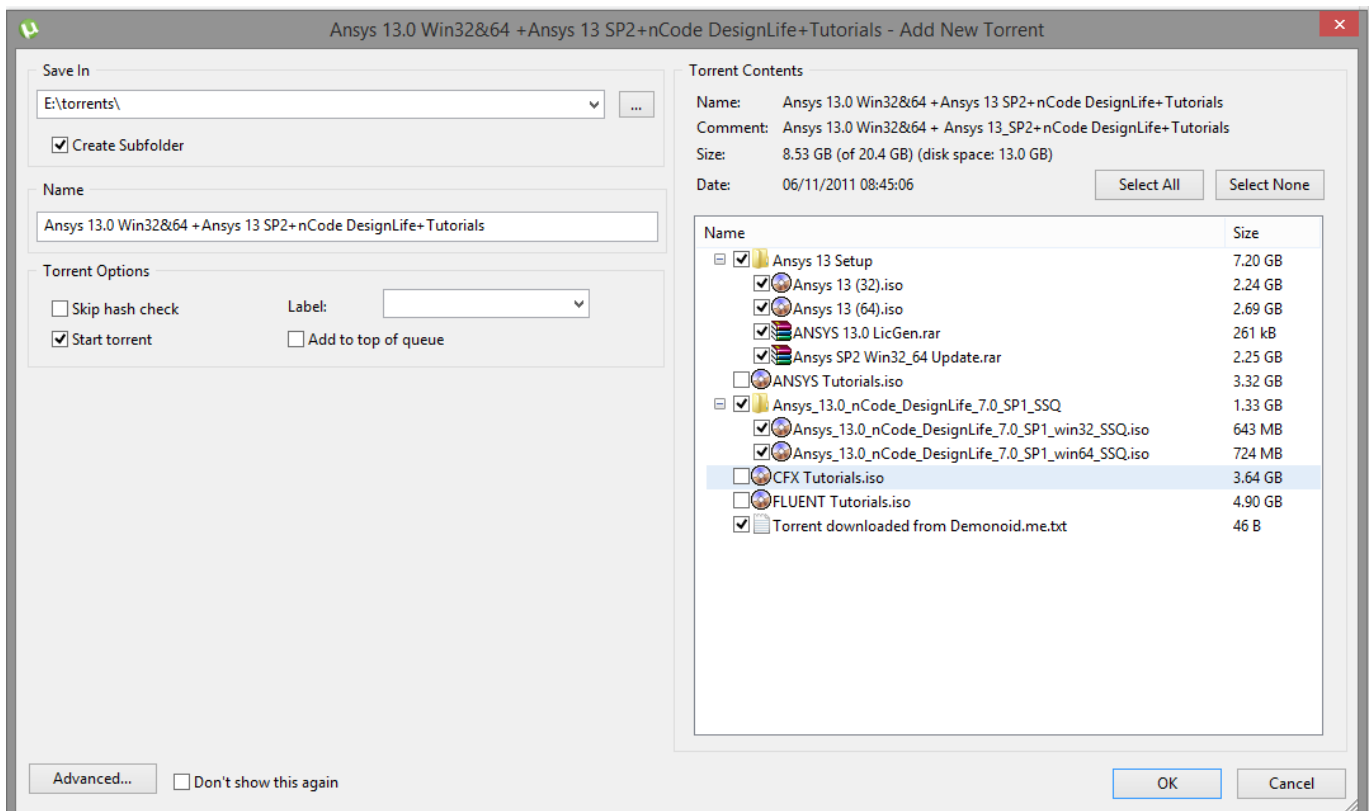 Ansys 13.0 Win32&64 +Ansys 13 SP2+nCode DesignLife+Tutorials - Add New Torrent
Save In
E:\torrents\
...
Create Subfolder
Name
Ansys 13.0 Win32&64 +Ansys 13 SP2+nCode DesignLife+Tutorials
Torrent Options
Skip hash check
Label:
Start torrent
Add to top of queue
Torrent Contents
Name: Ansys 13.0 Win32&64 +Ansys 13 SP2+nCode DesignLife+Tutorials
Comment: Ansys 13.0 Win32&64 + Ansys 13_SP2+nCode DesignLife+Tutorials
Size: 8.53 GB (of 20.4 GB) (disk space: 13.0 GB)
Date: 06/11/2011 08:45:06
Select All
Select None
Name Size
Ansys 13 Setup 7.20 GB
Ansys 13 (32).iso 2.24 GB
Ansys 13 (64).iso 2.69 GB
ANSYS 13.0 LicGen.rar 261 kB
Ansys SP2 Win32_64 Update.rar 2.25 GB
ANSYS Tutorials.iso 3.32 GB
Ansys_13.0_nCode_DesignLife_7.0_SP1_SSQ 1.33 GB
Ansys_13.0_nCode_DesignLife_7.0_SP1_win32_SSQ.iso 643 MB
Ansys_13.0_nCode_DesignLife_7.0_SP1_win64_SSQ.iso 724 MB
CFX Tutorials.iso 3.64 GB
FLUENT Tutorials.iso 4.90 GB
Torrent downloaded from Demonoid.me.txt 46 B
Advanced...
Don't show this again
OK
Cancel